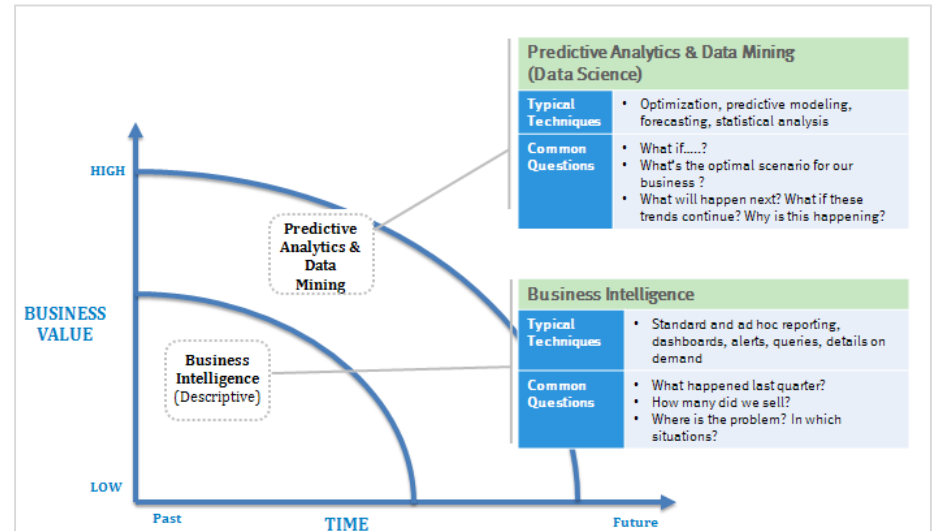 Predictive Analytics & Data Mining
(Data Science)
Typical
Techniques
• Optimization, predictive modeling,
forecasting, statistical analysis
Common
Questions
• What if.....?
• What's the optimal scenario for our
business ?
• What will happen next? What if these
trends continue? Why is this happening?
HIGH
Predictive
Analytics &
Data
Mining
BUSINESS
VALUE
Business Intelligence
Typical
Techniques
• Standard and ad hoc reporting,
dashboards, alerts, queries, details on
demand
Common
Questions
• What happened last quarter?
• How many did we sell?
• Where is the problem? In which
situations?
Business
Intelligence
(Descriptive)
LOW
Past
TIME
Future